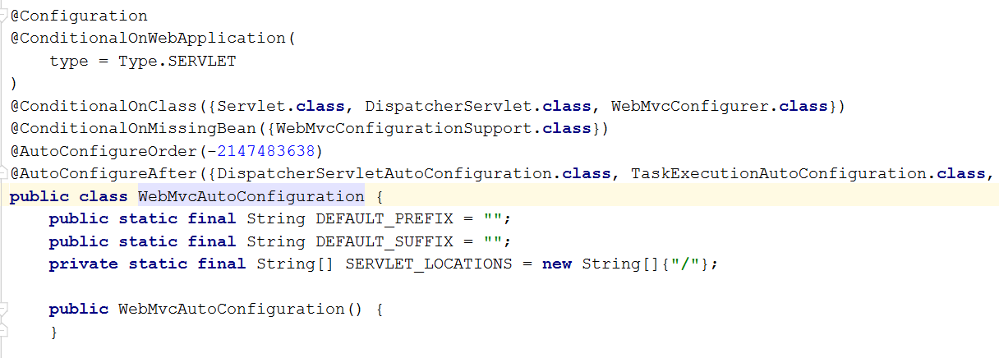 @Configuration
@ConditionalOnWebApplication(
    type = Type.SERVLET
)
@ConditionalOnClass({Servlet.class, DispatcherServlet.class, WebMvcConfigurer.class})
@ConditionalOnMissingBean({WebMvcConfigurationSupport.class})
@AutoConfigureOrder(-2147483638)
@AutoConfigureAfter({DispatcherServletAutoConfiguration.class, TaskExecutionAutoConfiguration.class,
public class WebMvcAutoConfiguration {
    public static final String DEFAULT_PREFIX = "";
    public static final String DEFAULT_SUFFIX = "";
    private static final String[] SERVLET_LOCATIONS = new String[]{"/"};

    public WebMvcAutoConfiguration() {
    }